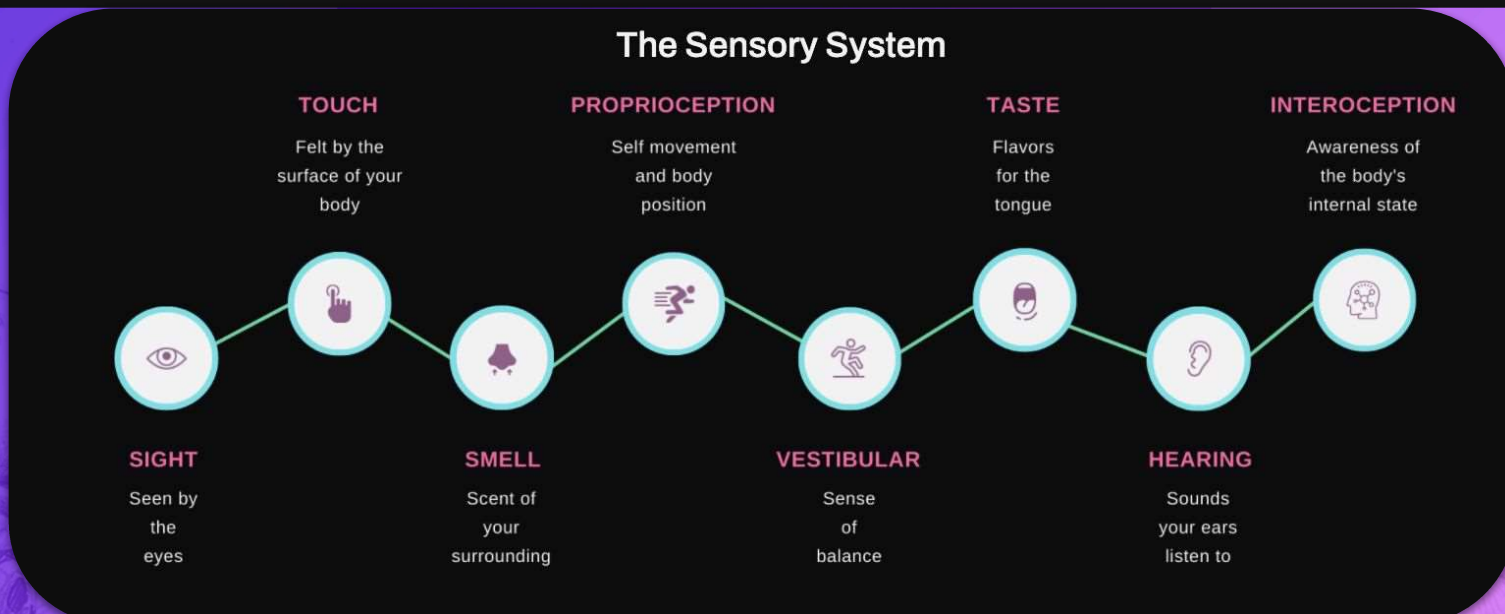 The Sensory System
TOUCH
Felt by the
surface of your
body
PROPRIOCEPTION
Self movement
and body
position
TASTE
Flavors
for the
tongue
INTEROCEPTION
Awareness of
the body's
internal state
SIGHT
Seen by
the
eyes
SMELL
Scent of
your
surrounding
VESTIBULAR
Sense
of
balance
HEARING
Sounds
your ears
listen to